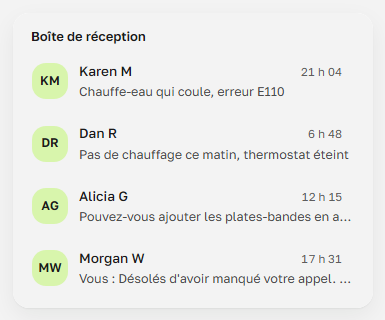 Boîte de réception
KM Karen M 21 h 04
Chauffe-eau qui coule, erreur E110
DR Dan R 6 h 48
Pas de chauffage ce matin, thermostat éteint
AG Alicia G 12 h 15
Pouvez-vous ajouter les plates-bandes en a...
MW Morgan W 17 h 31
Vous : Désolés d'avoir manqué votre appel. ...